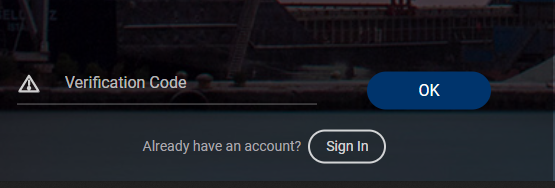 Verification Code
OK
Already have an account?
Sign In